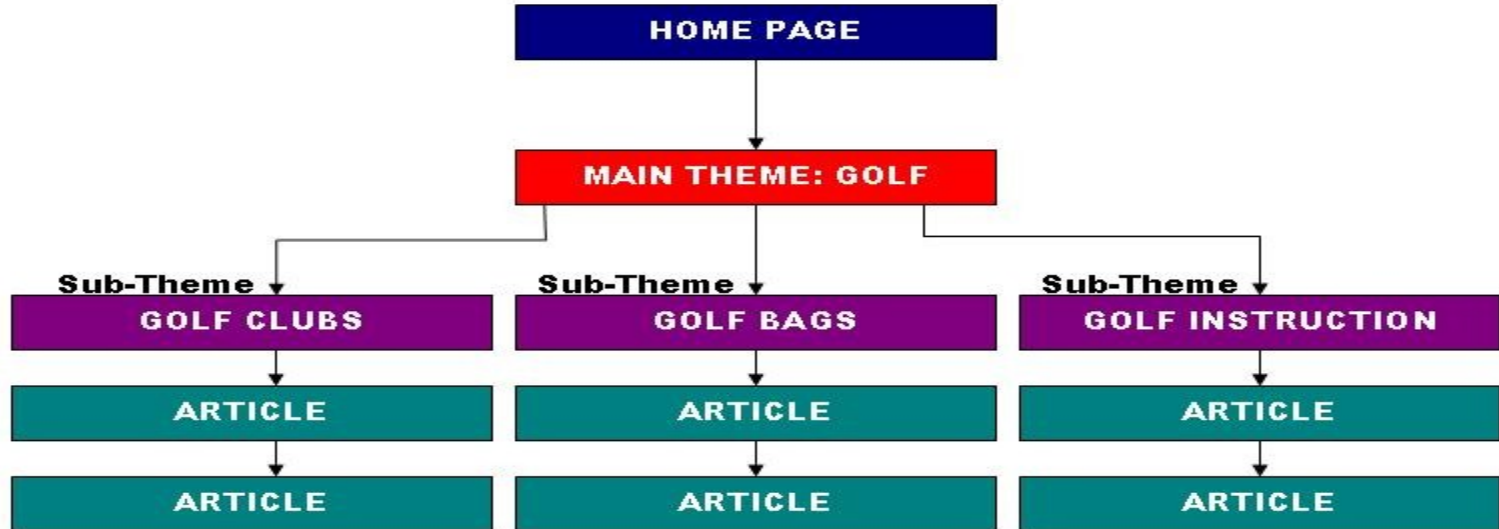 HOME PAGE
MAIN THEME: GOLF
Sub-Theme Sub-Theme Sub-Theme
GOLF CLUBS GOLF BAGS GOLF INSTRUCTION
ARTICLE ARTICLE ARTICLE
ARTICLE ARTICLE ARTICLE